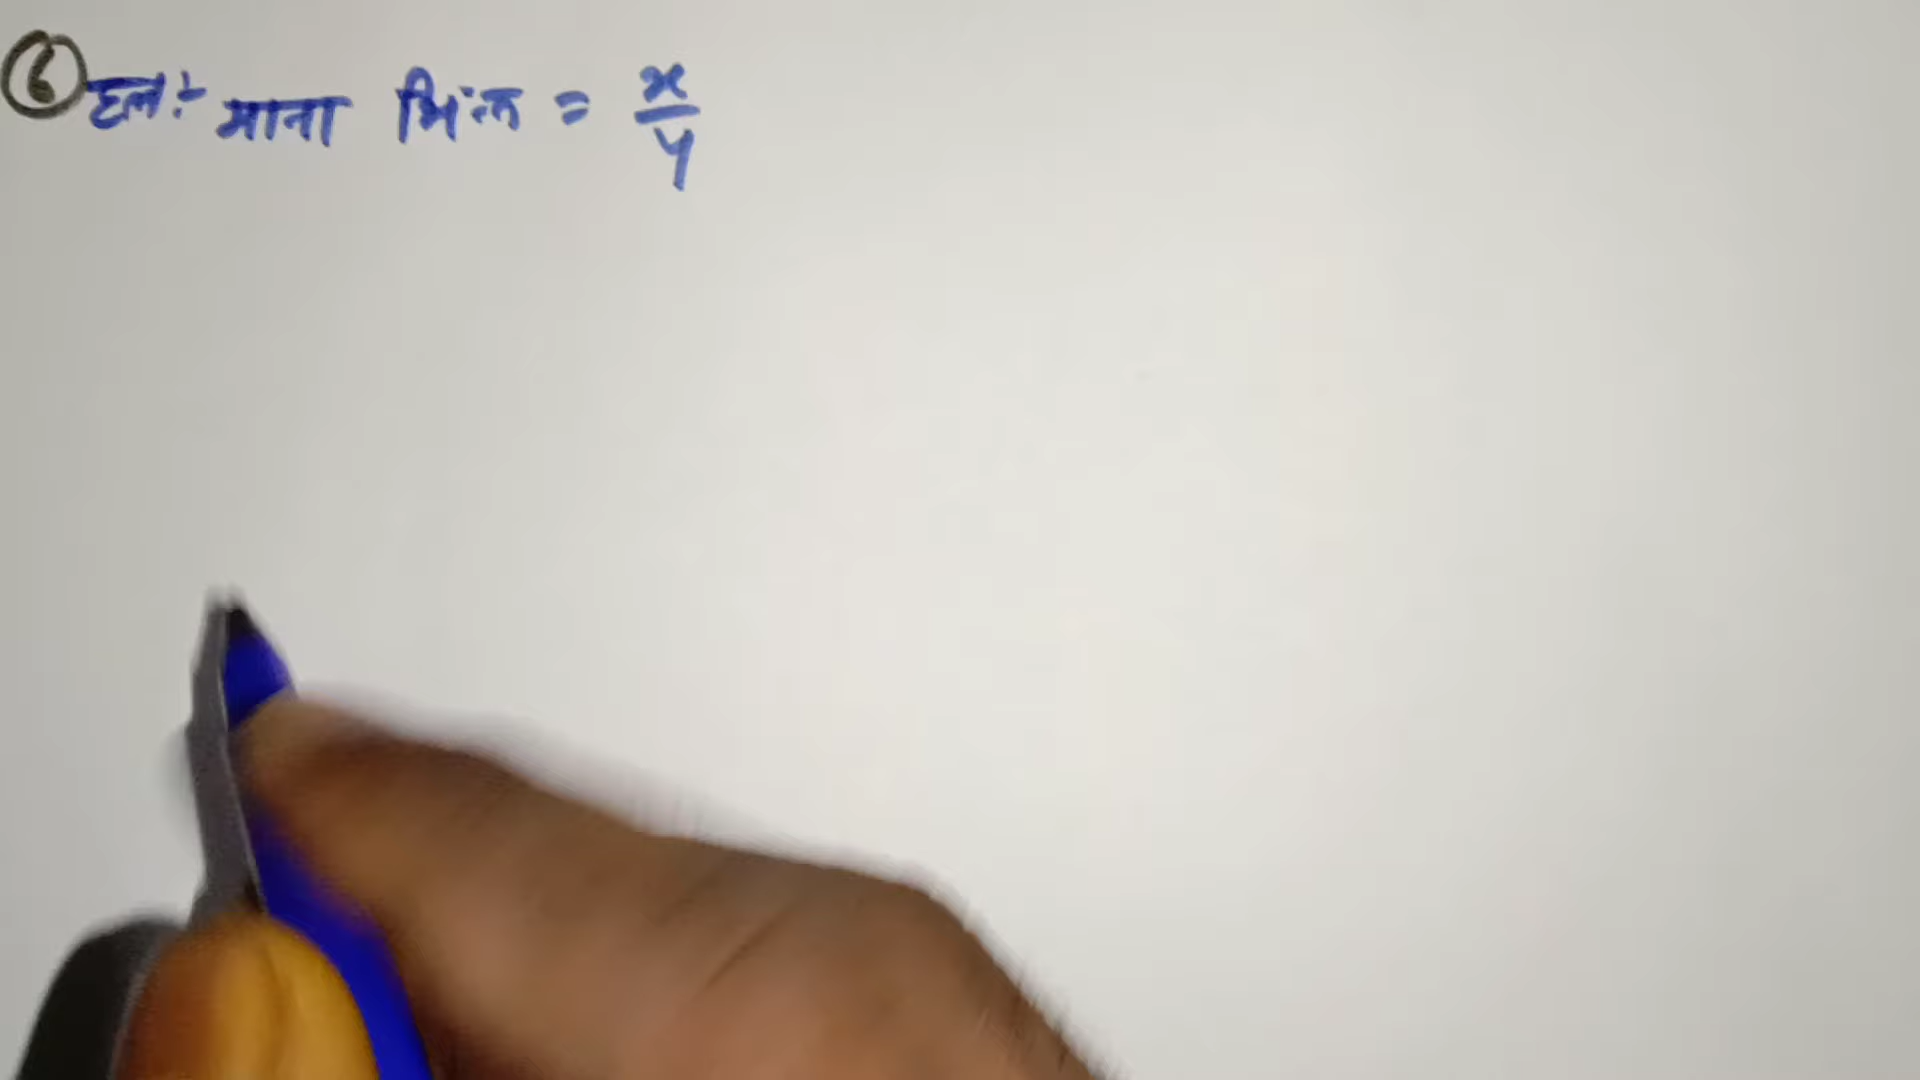 ⑥ हल:- माना भिन्न = x/y